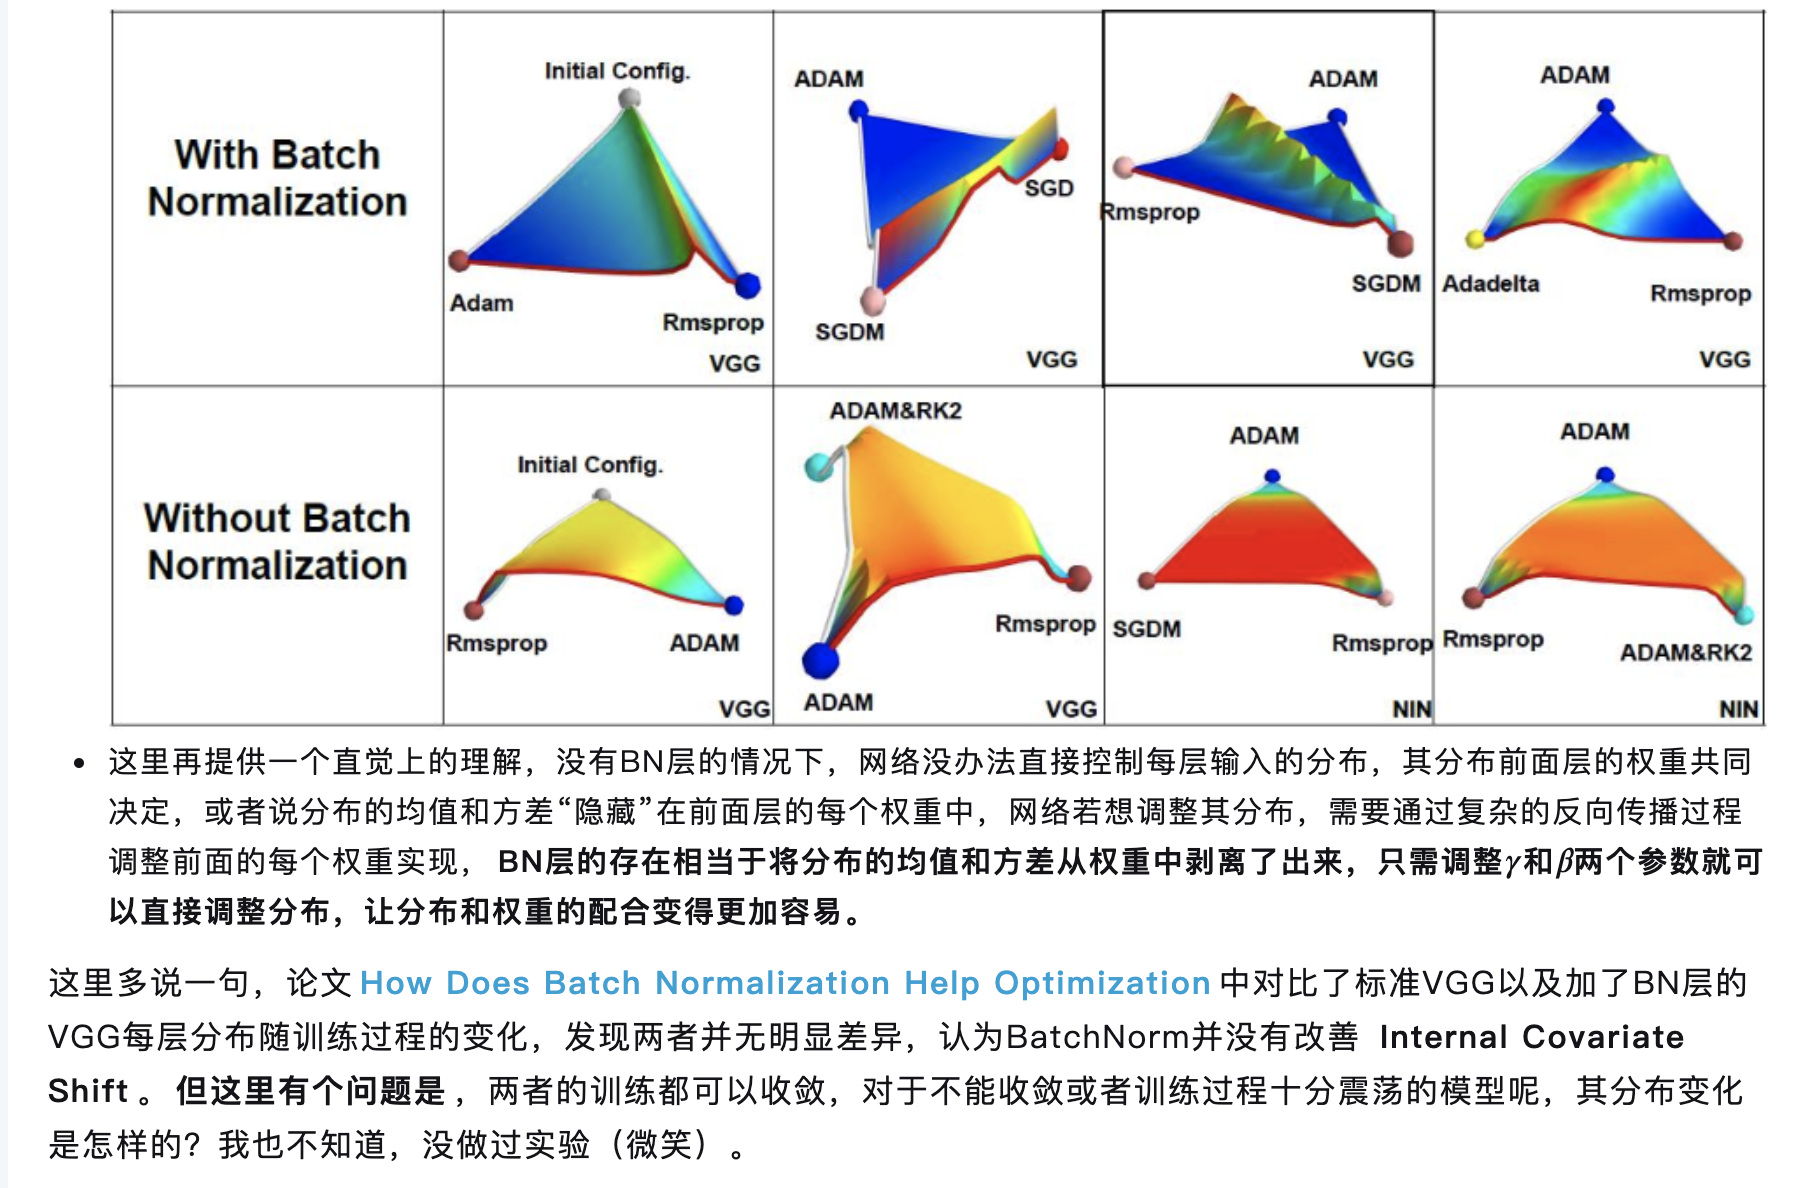 With Batch
Normalization
Initial Config.
Adam
Rmsprop
VGG
ADAM
SGD
SGDM
VGG
ADAM
Rmsprop
SGDM
VGG
ADAM
Adadelta
Rmsprop
VGG
Without Batch
Normalization
Initial Config.
Rmsprop
ADAM
VGG
ADAM&RK2
Rmsprop
ADAM
VGG
ADAM
SGDM
Rmsprop
NIN
ADAM
Rmsprop
ADAM&RK2
NIN
• 这里再提供一个直觉上的理解，没有BN层的情况下，网络没办法直接控制每层输入的分布，其分布前面层的权重共同
决定，或者说分布的均值和方差“隐藏”在前面层的每个权重中，网络若想调整其分布，需要通过复杂的反向传播过程
调整前面的每个权重实现，BN层的存在相当于将分布的均值和方差从权重中剥离了出来，只需调整γ和β两个参数就可
以直接调整分布，让分布和权重的配合变得更加容易。
这里多说一句，论文 How Does Batch Normalization Help Optimization 中对比了标准VGG以及加了BN层的
VGG每层分布随训练过程的变化，发现两者并无明显差异，认为BatchNorm并没有改善 Internal Covariate
Shift 。但这里有个问题是，两者的训练都可以收敛，对于不能收敛或者训练过程十分震荡的模型呢，其分布变化
是怎样的？我也不知道，没做过实验（微笑）。